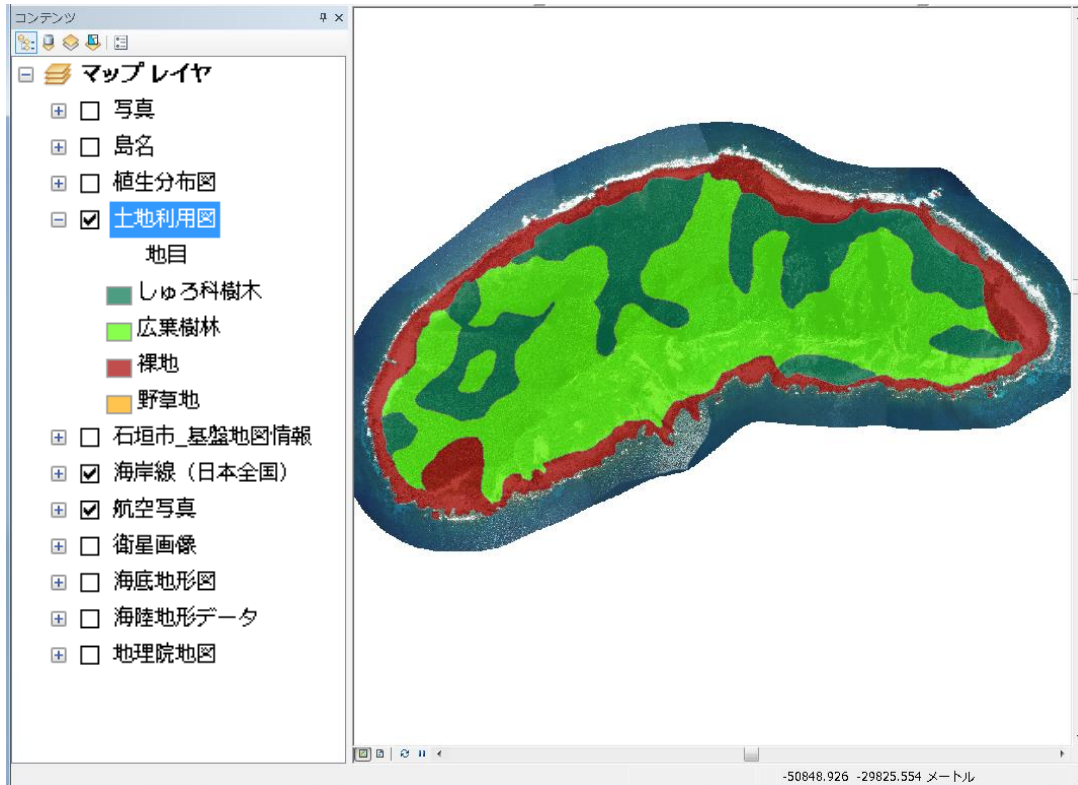 コンテンツ
マップ レイヤ
写真
島名
植生分布図
土地利用図
地目
しゅろ科樹木
広葉樹林
裸地
野草地
石垣市_基盤地図情報
海岸線（日本全国）
航空写真
衛星画像
海底地形図
海陸地形データ
地理院地図
-50848.926 -29825.554 メートル